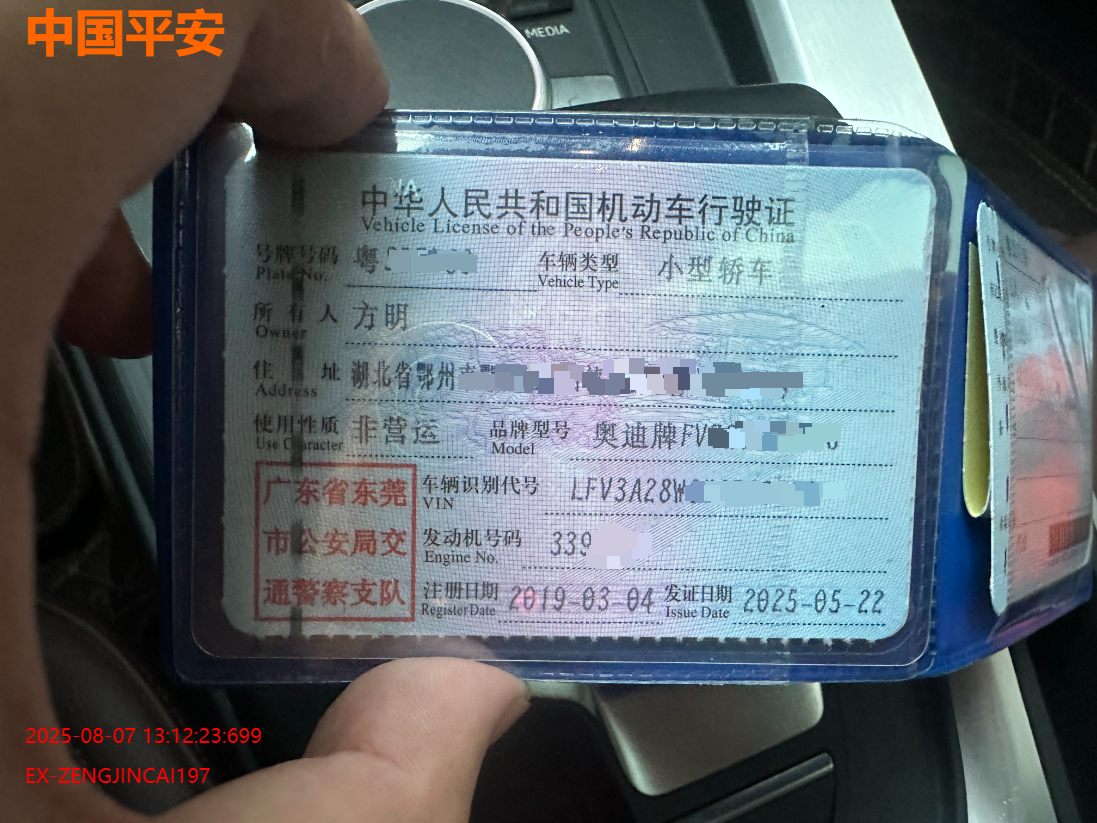 中国平安
MEDIA
中华人民共和国机动车行驶证
Vehicle License of the People's Republic of China
号牌号码 粤 车辆类型 小型轿车
Plate No. Vehicle Type
所有人 方明
Owner
住址 湖北省鄂州市
Address
使用性质 非营运 品牌型号 奥迪牌FV
Use Character Model
广东省东莞
市公安局交
通警察支队
车辆识别代号 LFV3A28W
VIN
发动机号码 339
Engine No.
注册日期 2019-03-04 发证日期 2025-05-22
Register Date Issue Date
2025-08-07 13:12:23:699
EX-ZENGJINCAI197